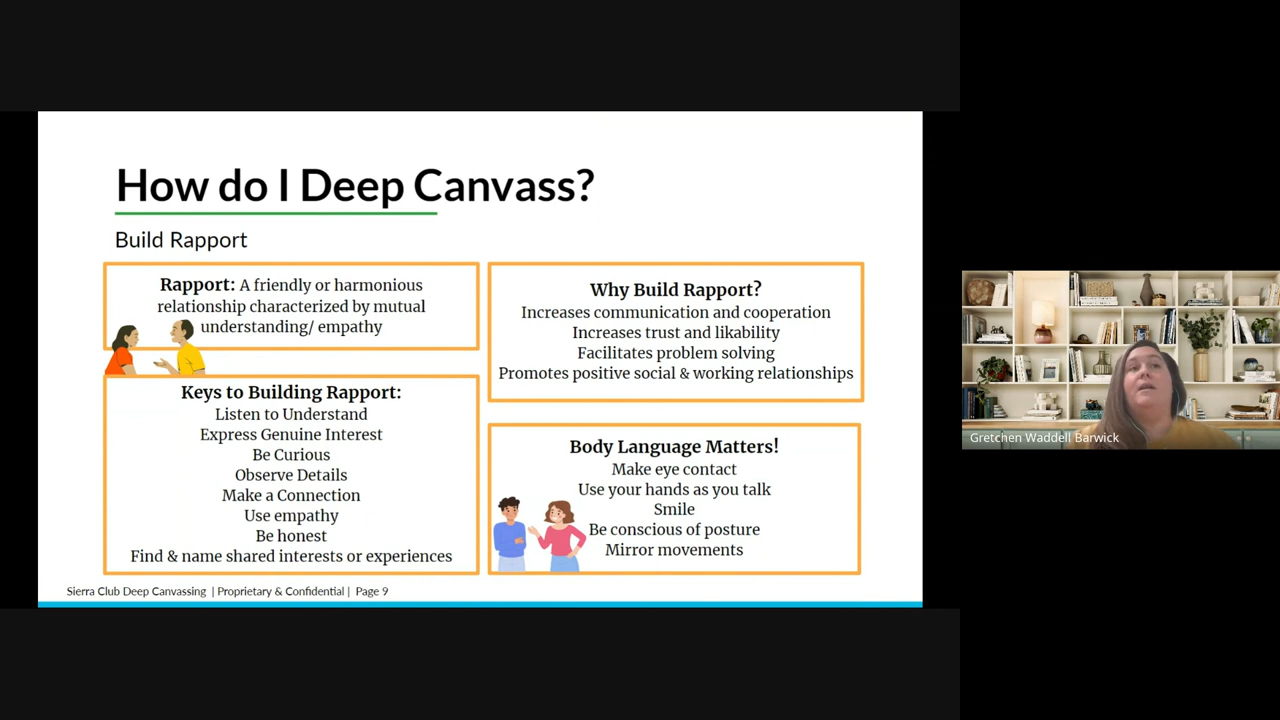 How do I Deep Canvass?
Build Rapport
Rapport: A friendly or harmonious
relationship characterized by mutual
understanding/ empathy
Keys to Building Rapport:
Listen to Understand
Express Genuine Interest
Be Curious
Observe Details
Make a Connection
Use empathy
Be honest
Find & name shared interests or experiences
Why Build Rapport?
Increases communication and cooperation
Increases trust and likability
Facilitates problem solving
Promotes positive social & working relationships
Body Language Matters!
Make eye contact
Use your hands as you talk
Smile
Be conscious of posture
Mirror movements
Sierra Club Deep Canvassing | Proprietary & Confidential | Page 9
Gretchen Waddell Barwick